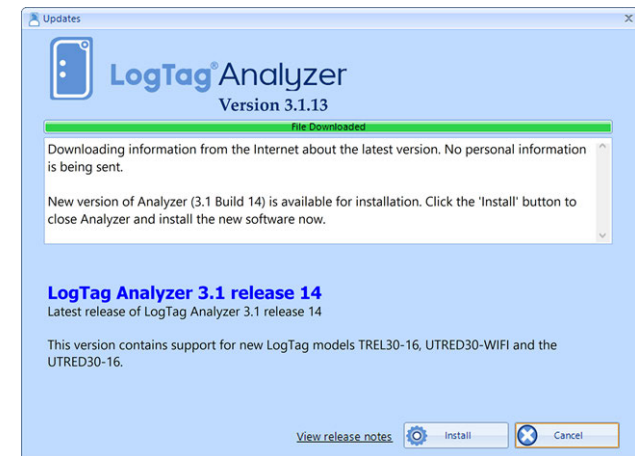 Updates
LogTag® Analyzer
Version 3.1.13
File Downloaded
Downloading information from the Internet about the latest version. No personal information
is being sent.
New version of Analyzer (3.1 Build 14) is available for installation. Click the 'Install' button to
close Analyzer and install the new software now.
LogTag Analyzer 3.1 release 14
Latest release of LogTag Analyzer 3.1 release 14
This version contains support for new LogTag models TREL30-16, UTRED30-WIFI and the
UTRED30-16.
View release notes Install Cancel